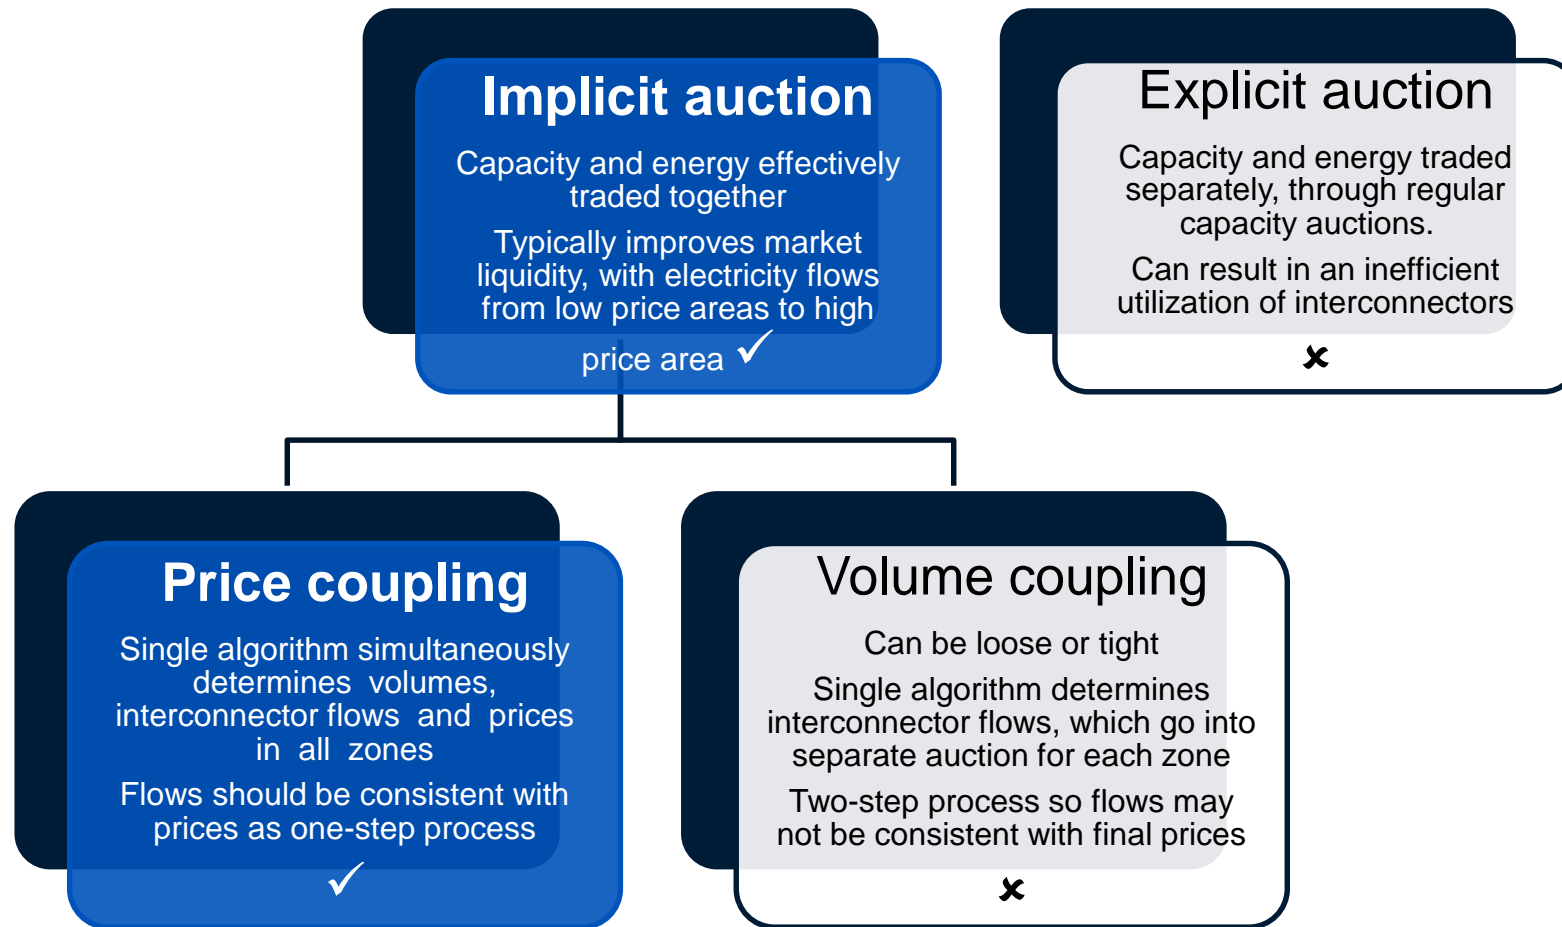 Implicit auction
Capacity and energy effectively
traded together
Typically improves market
liquidity, with electricity flows
from low price areas to high
price area ✓
Explicit auction
Capacity and energy traded
separately, through regular
capacity auctions.
Can result in an inefficient
utilization of interconnectors
✗
Price coupling
Single algorithm simultaneously
determines volumes,
interconnector flows and prices
in all zones
Flows should be consistent with
prices as one-step process
✓
Volume coupling
Can be loose or tight
Single algorithm determines
interconnector flows, which go into
separate auction for each zone
Two-step process so flows may
not be consistent with final prices
✗